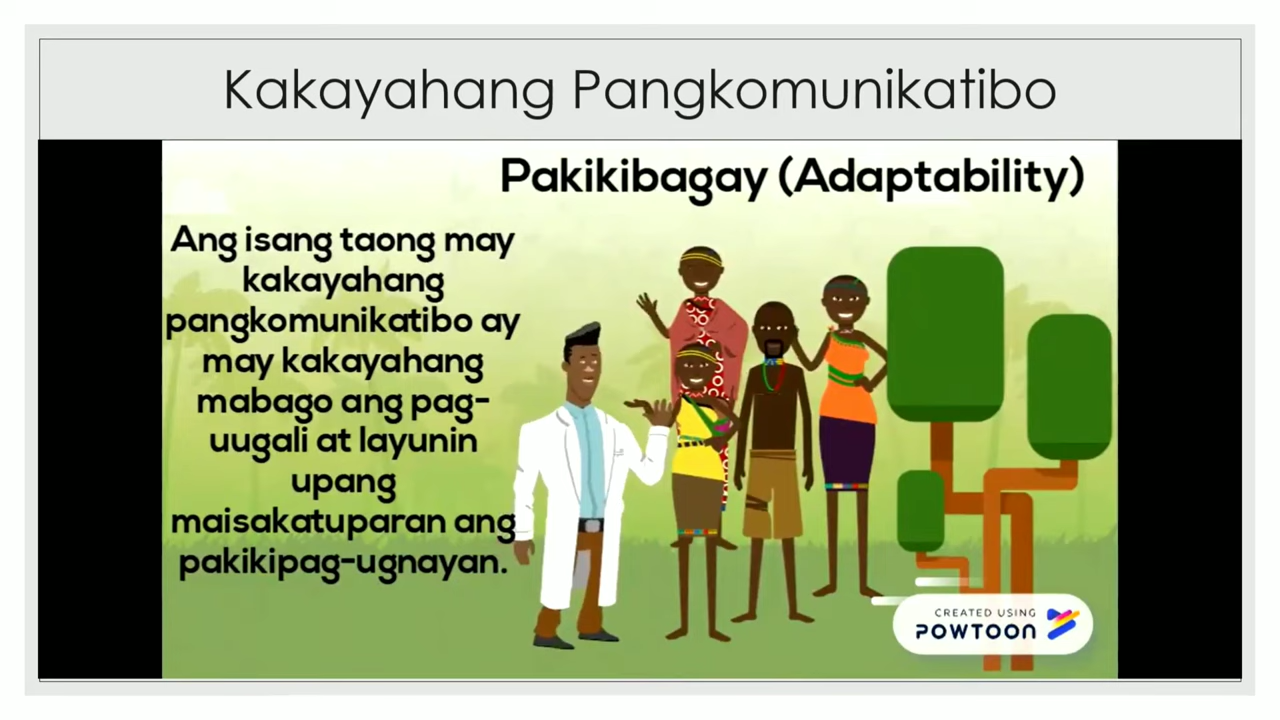 Kakayahang Pangkomunikatibo
Pakikibagay (Adaptability)
Ang isang taong may
kakayahang
pangkomunikatibo ay
may kakayahang
mabago ang pag-
uugali at layunin
upang
maisakatuparan ang
pakikipag-ugnayan.
CREATED USING
POWTOON